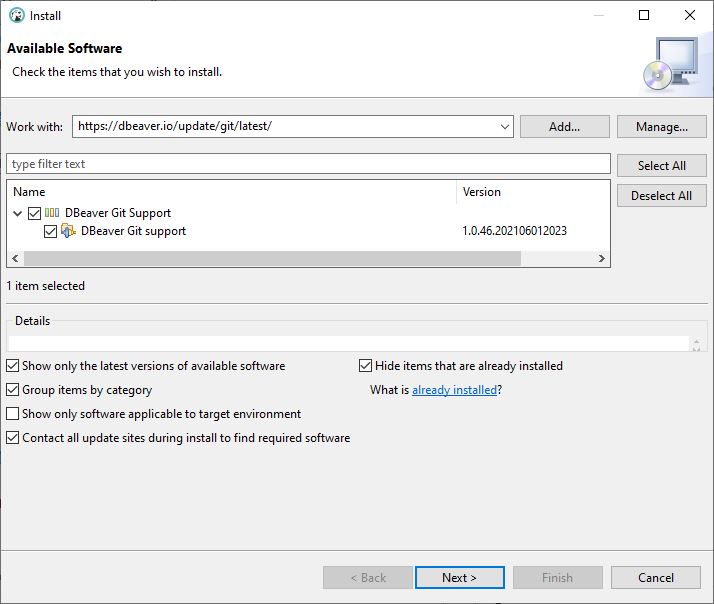 Install
Available Software
Check the items that you wish to install.
Work with: https://dbeaver.io/update/git/latest/ Add... Manage...
type filter text Select All
Name Version Deselect All
DBeaver Git Support
DBeaver Git support 1.0.46.202106012023
1 item selected
Details
Show only the latest versions of available software Hide items that are already installed
Group items by category What is already installed?
Show only software applicable to target environment
Contact all update sites during install to find required software
< Back Next > Finish Cancel